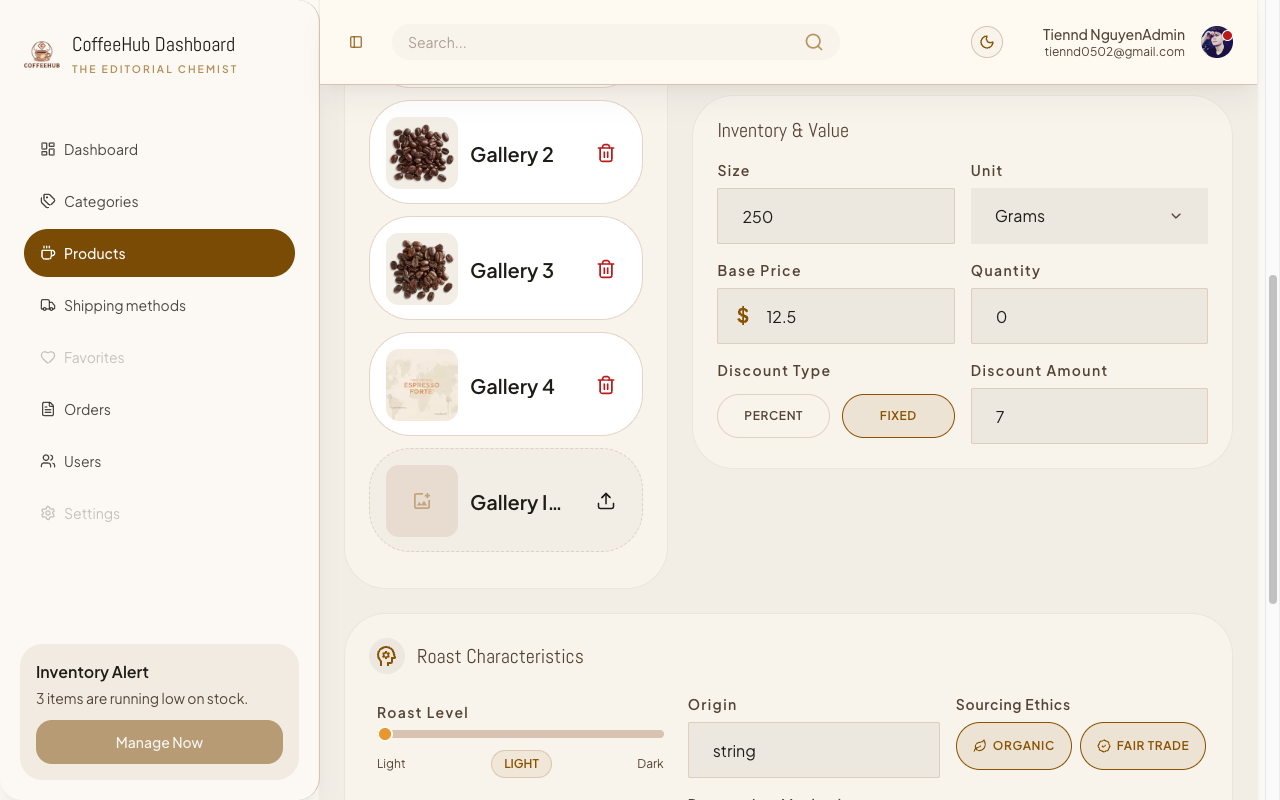 COFFEEHUB
CoffeeHub Dashboard
THE EDITORIAL CHEMIST
Search...
Tiennd NguyenAdmin
tiennd0502@gmail.com
Dashboard
Categories
Products
Shipping methods
Favorites
Orders
Users
Settings
Inventory Alert
3 items are running low on stock.
Manage Now
Gallery 2
Gallery 3
ESPRESSO
FORTE
Gallery 4
Gallery I...
Inventory & Value
Size
Unit
250
Grams
Base Price
Quantity
$ 12.5
0
Discount Type
Discount Amount
PERCENT
FIXED
7
Roast Characteristics
Roast Level
Light
LIGHT
Dark
Origin
string
Sourcing Ethics
ORGANIC
FAIR TRADE